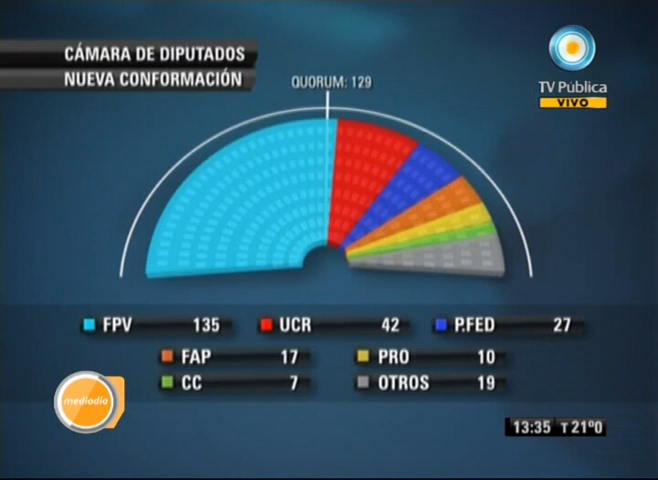 CÁMARA DE DIPUTADOS
NUEVA CONFORMACIÓN
QUORUM: 129
TV Pública
VIVO
FPV 135 UCR 42 P.FED 27
FAP 17 PRO 10
CC 7 OTROS 19
mediodía
13:35 T 21º0